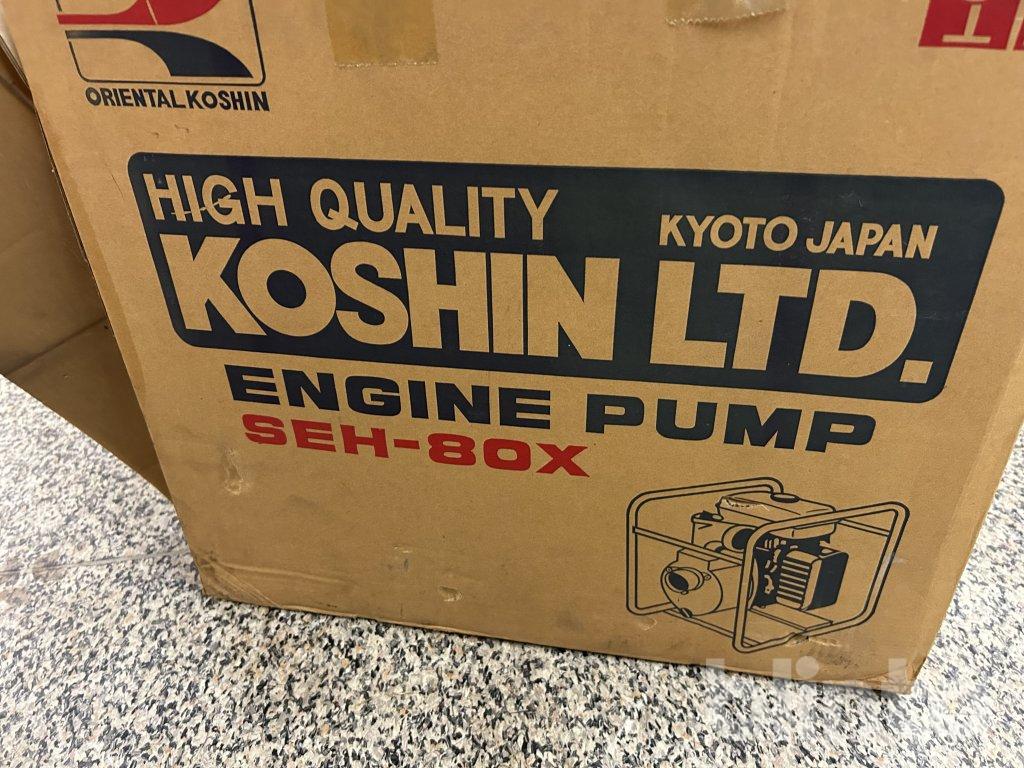 ORIENTAL KOSHIN
HIGH QUALITY
KYOTO JAPAN
KOSHIN LTD.
ENGINE PUMP
SEH-80X